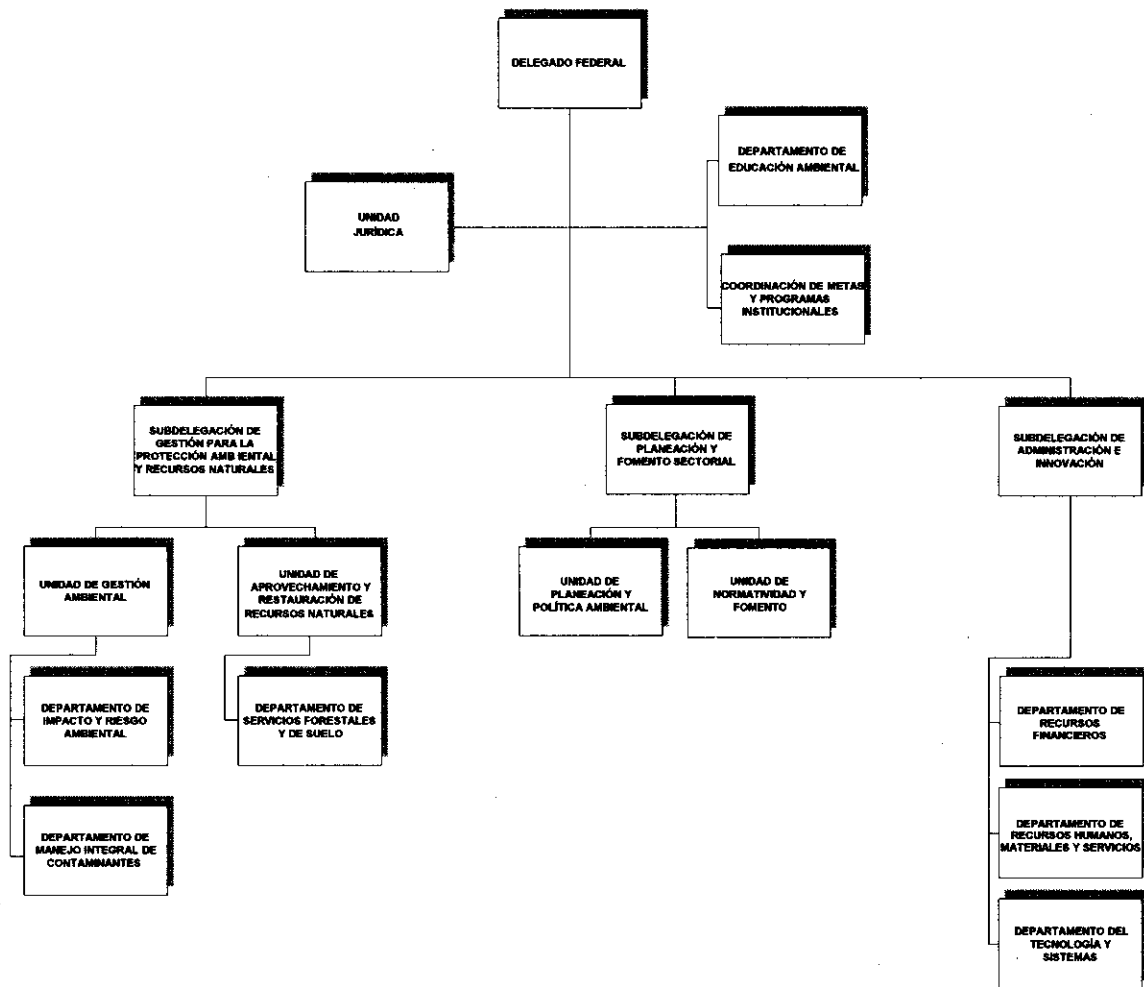 DELEGADO FEDERAL
DEPARTAMENTO DE
EDUCACIÓN AMBIENTAL
UNIDAD
JURÍDICA
COORDINACIÓN DE METAS
Y PROGRAMAS
INSTITUCIONALES
SUBDELEGACIÓN DE
GESTIÓN PARA LA
PROTECCIÓN AMBIENTAL
Y RECURSOS NATURALES
SUBDELEGACIÓN DE
PLANEACIÓN Y
FOMENTO SECTORIAL
SUBDELEGACIÓN DE
ADMINISTRACIÓN E
INNOVACIÓN
UNIDAD DE GESTIÓN
AMBIENTAL
UNIDAD DE
APROVECHAMIENTO Y
RESTAURACIÓN DE
RECURSOS NATURALES
UNIDAD DE
PLANEACIÓN Y
POLÍTICA AMBIENTAL
UNIDAD DE
NORMATIVIDAD Y
FOMENTO
DEPARTAMENTO DE
IMPACTO Y RIESGO
AMBIENTAL
DEPARTAMENTO DE
SERVICIOS FORESTALES
Y DE SUELO
DEPARTAMENTO DE
RECURSOS
FINANCIEROS
DEPARTAMENTO DE
MANEJO INTEGRAL DE
CONTAMINANTES
DEPARTAMENTO DE
RECURSOS HUMANOS,
MATERIALES Y SERVICIOS
DEPARTAMENTO DEL
TECNOLOGÍA Y
SISTEMAS